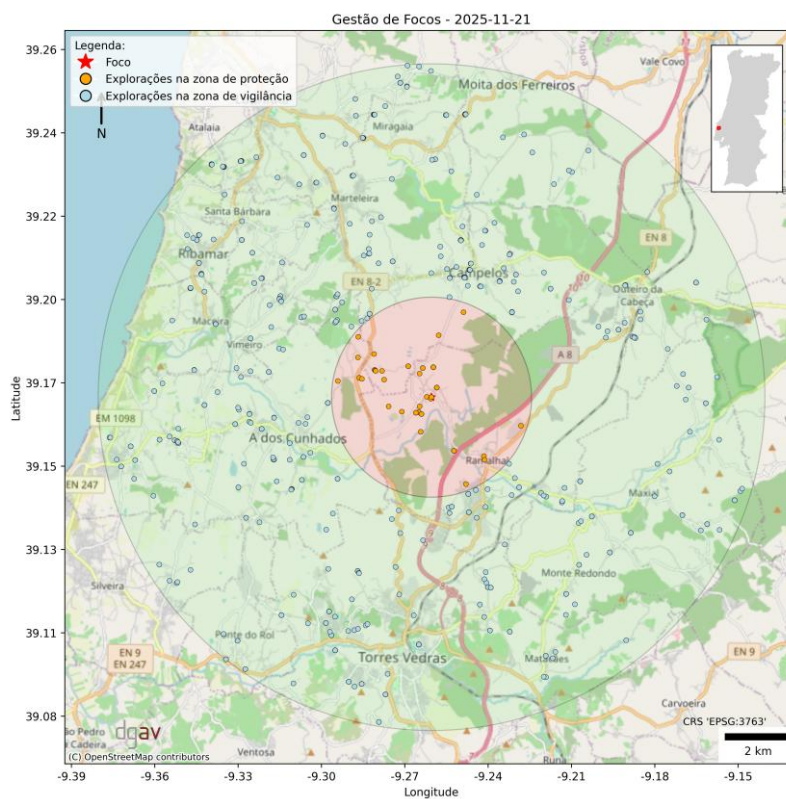 Gestão de Focos - 2025-11-21
Legenda:
Foco
Explorações na zona de proteção
Explorações na zona de vigilância
N
39.26
39.24
39.22
39.20
39.17
39.15
39.13
39.11
39.08
Latitude
Vale Covo
Moita dos Ferreiros
Atalaia
Miragaia
Marteleira
Santa Bárbara
Ribamar
EN 8
EN 8-2
Campelos
Outeiro da
Cabeça
Maceira
Vimeiro
A 8
EM 1098
A dos Cunhados
Ramalhal
EN 247
Maxial
Silveira
Monte Redondo
Ponte do Rol
EN 9
EN 247
Torres Vedras
Matacães
EN 9
Carvoeira
São Pedro
da Cadeira
dgav
CRS 'EPSG:3763'
Ventosa
Runa
2 km
(C) OpenStreetMap contributors
-9.39
-9.36
-9.33
-9.30
-9.27
-9.24
-9.21
-9.18
-9.15
Longitude